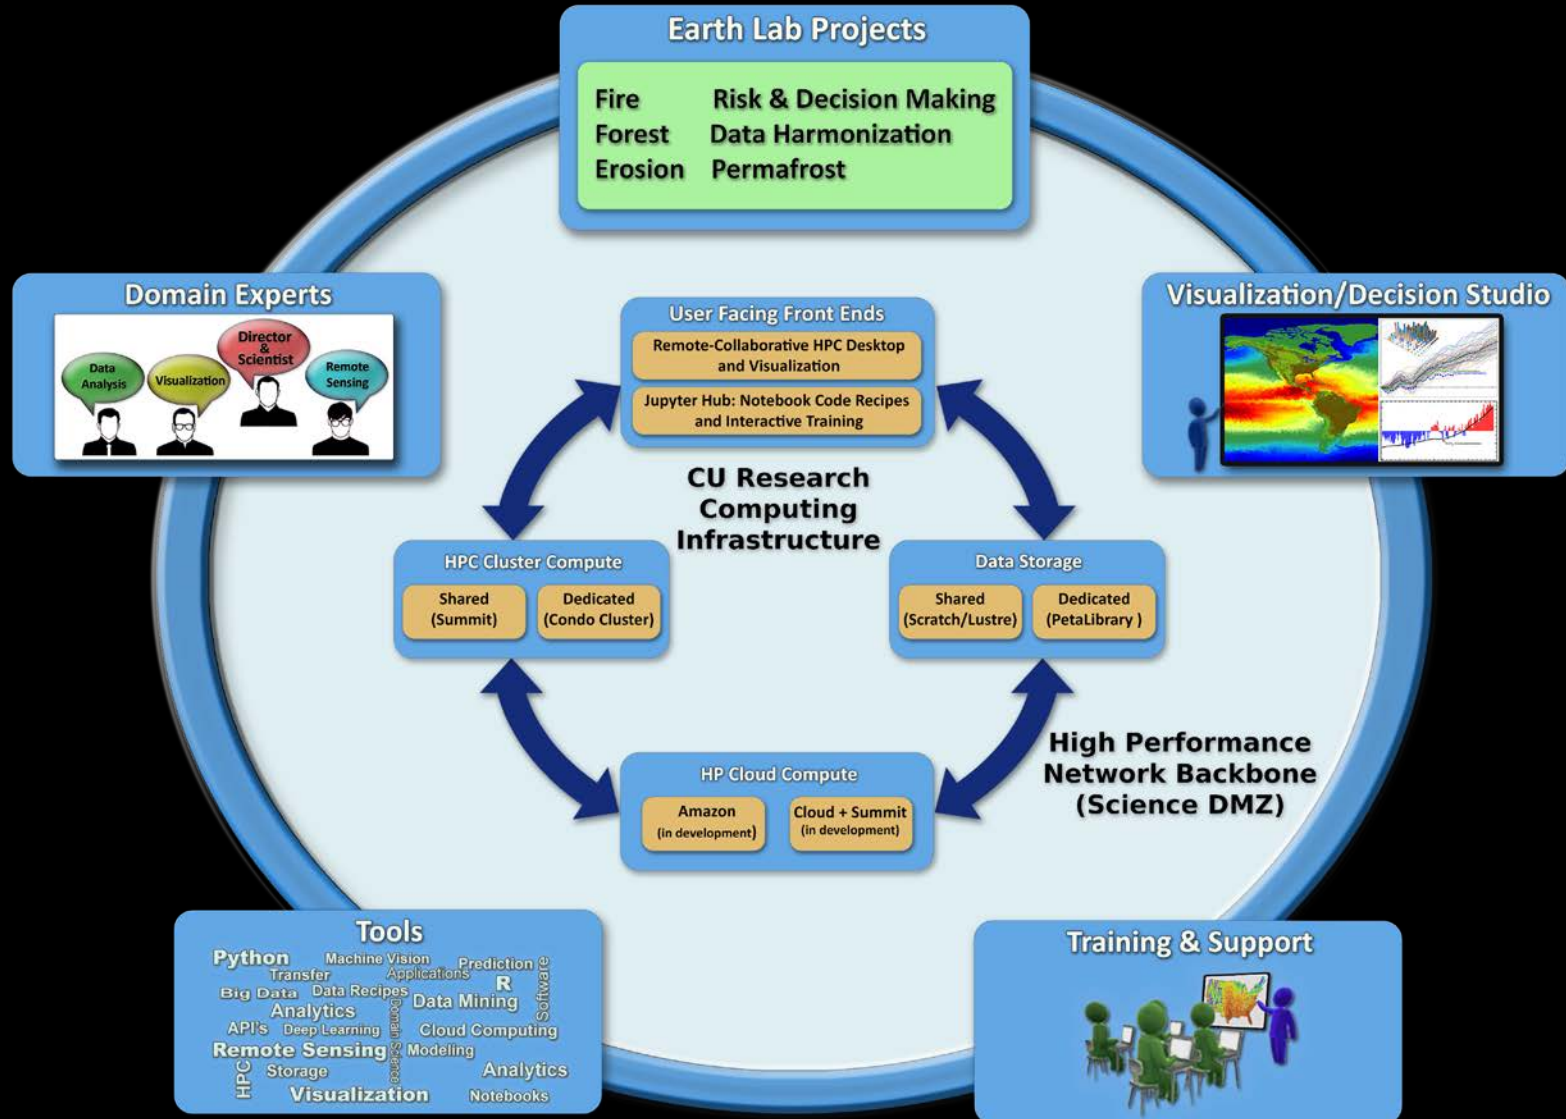 Earth Lab Projects
Fire Risk & Decision Making
Forest Data Harmonization
Erosion Permafrost
Domain Experts
Data
Analysis
Visualization
Director
&
Scientist
Remote
Sensing
Visualization/Decision Studio
User Facing Front Ends
Remote-Collaborative HPC Desktop
and Visualization
Jupyter Hub: Notebook Code Recipes
and Interactive Training
CU Research
Computing
Infrastructure
HPC Cluster Compute
Shared
(Summit)
Dedicated
(Condo Cluster)
Data Storage
Shared
(Scratch/Lustre)
Dedicated
(PetaLibrary )
High Performance
Network Backbone
(Science DMZ)
HP Cloud Compute
Amazon
(in development)
Cloud + Summit
(in development)
Tools
Python
Machine Vision
Prediction
Transfer
Applications
R
Software
Big Data
Data Recipes
Data Mining
Analytics
Domain Science
API's
Deep Learning
Cloud Computing
Remote Sensing
Modeling
HPC
Storage
Analytics
Visualization
Notebooks
Training & Support